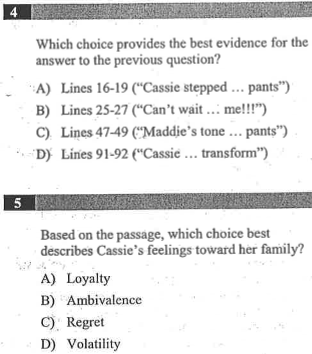 4
Which choice provides the best evidence for the
answer to the previous question?
A) Lines 16-19 (“Cassie stepped ... pants”)
B) Lines 25-27 (“Can’t wait ... me!!!”)
C) Lines 47-49 (“Maddie’s tone ... pants”)
D) Lines 91-92 (“Cassie ... transform”)
5
Based on the passage, which choice best
describes Cassie’s feelings toward her family?
A) Loyalty
B) Ambivalence
C) Regret
D) Volatility